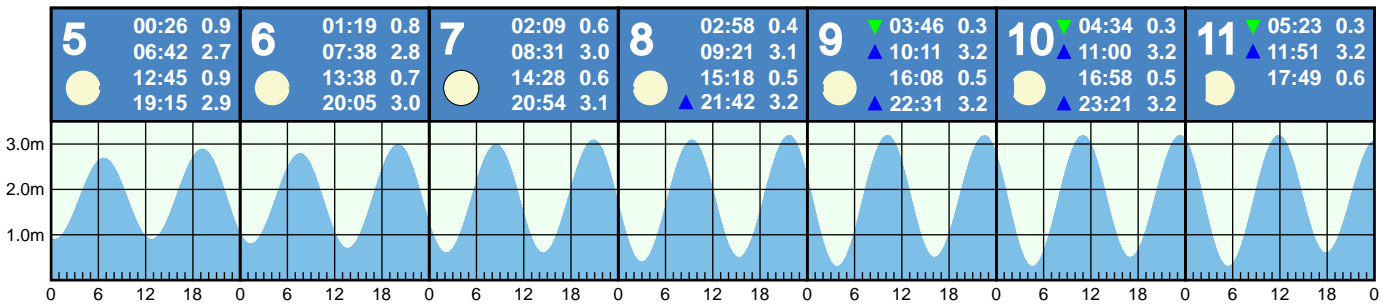 5 00:26 0.9
06:42 2.7
12:45 0.9
19:15 2.9
6 01:19 0.8
07:38 2.8
13:38 0.7
20:05 3.0
7 02:09 0.6
08:31 3.0
14:28 0.6
20:54 3.1
8 02:58 0.4
09:21 3.1
15:18 0.5
▲ 21:42 3.2
9 ▼ 03:46 0.3
▲ 10:11 3.2
16:08 0.5
▲ 22:31 3.2
10 ▼ 04:34 0.3
▲ 11:00 3.2
16:58 0.5
▲ 23:21 3.2
11 ▼ 05:23 0.3
▲ 11:51 3.2
17:49 0.6
3.0m
2.0m
1.0m
0 6 12 18 0 6 12 18 0 6 12 18 0 6 12 18 0 6 12 18 0 6 12 18 0 6 12 18 0